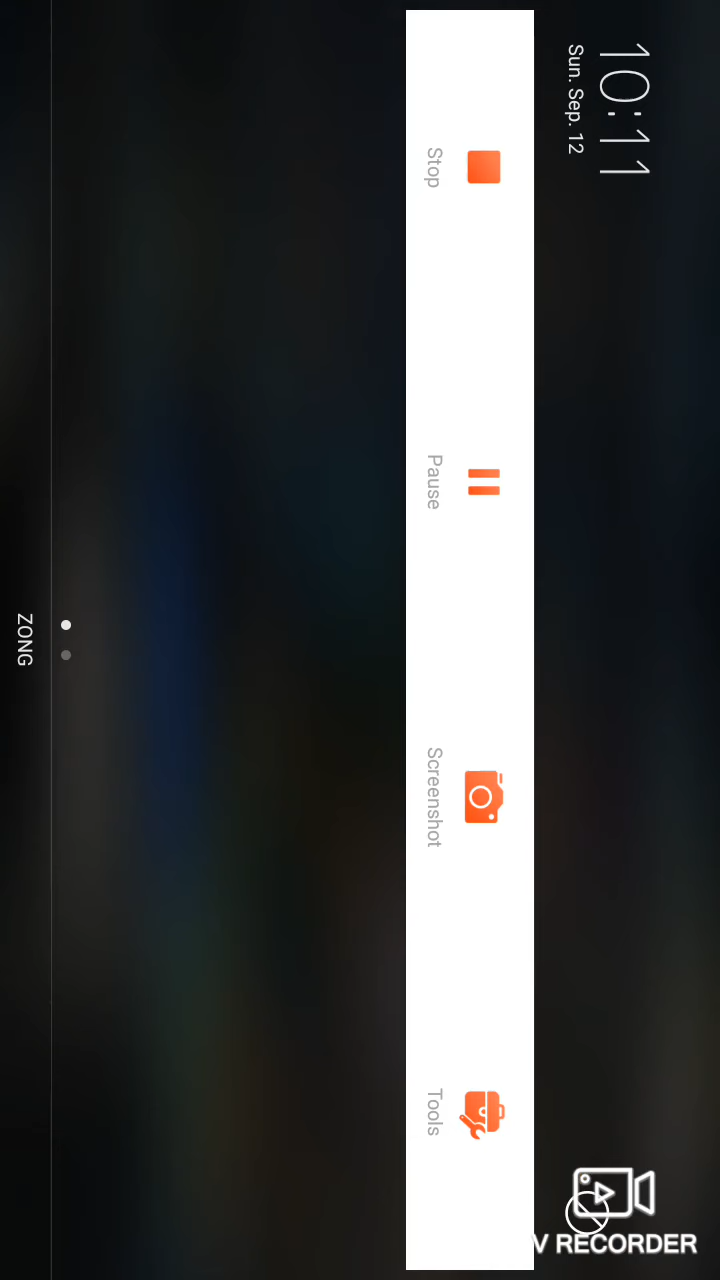 10:11
Sun. Sep. 12
Stop
Pause
Screenshot
Tools
ZONG
V RECORDER